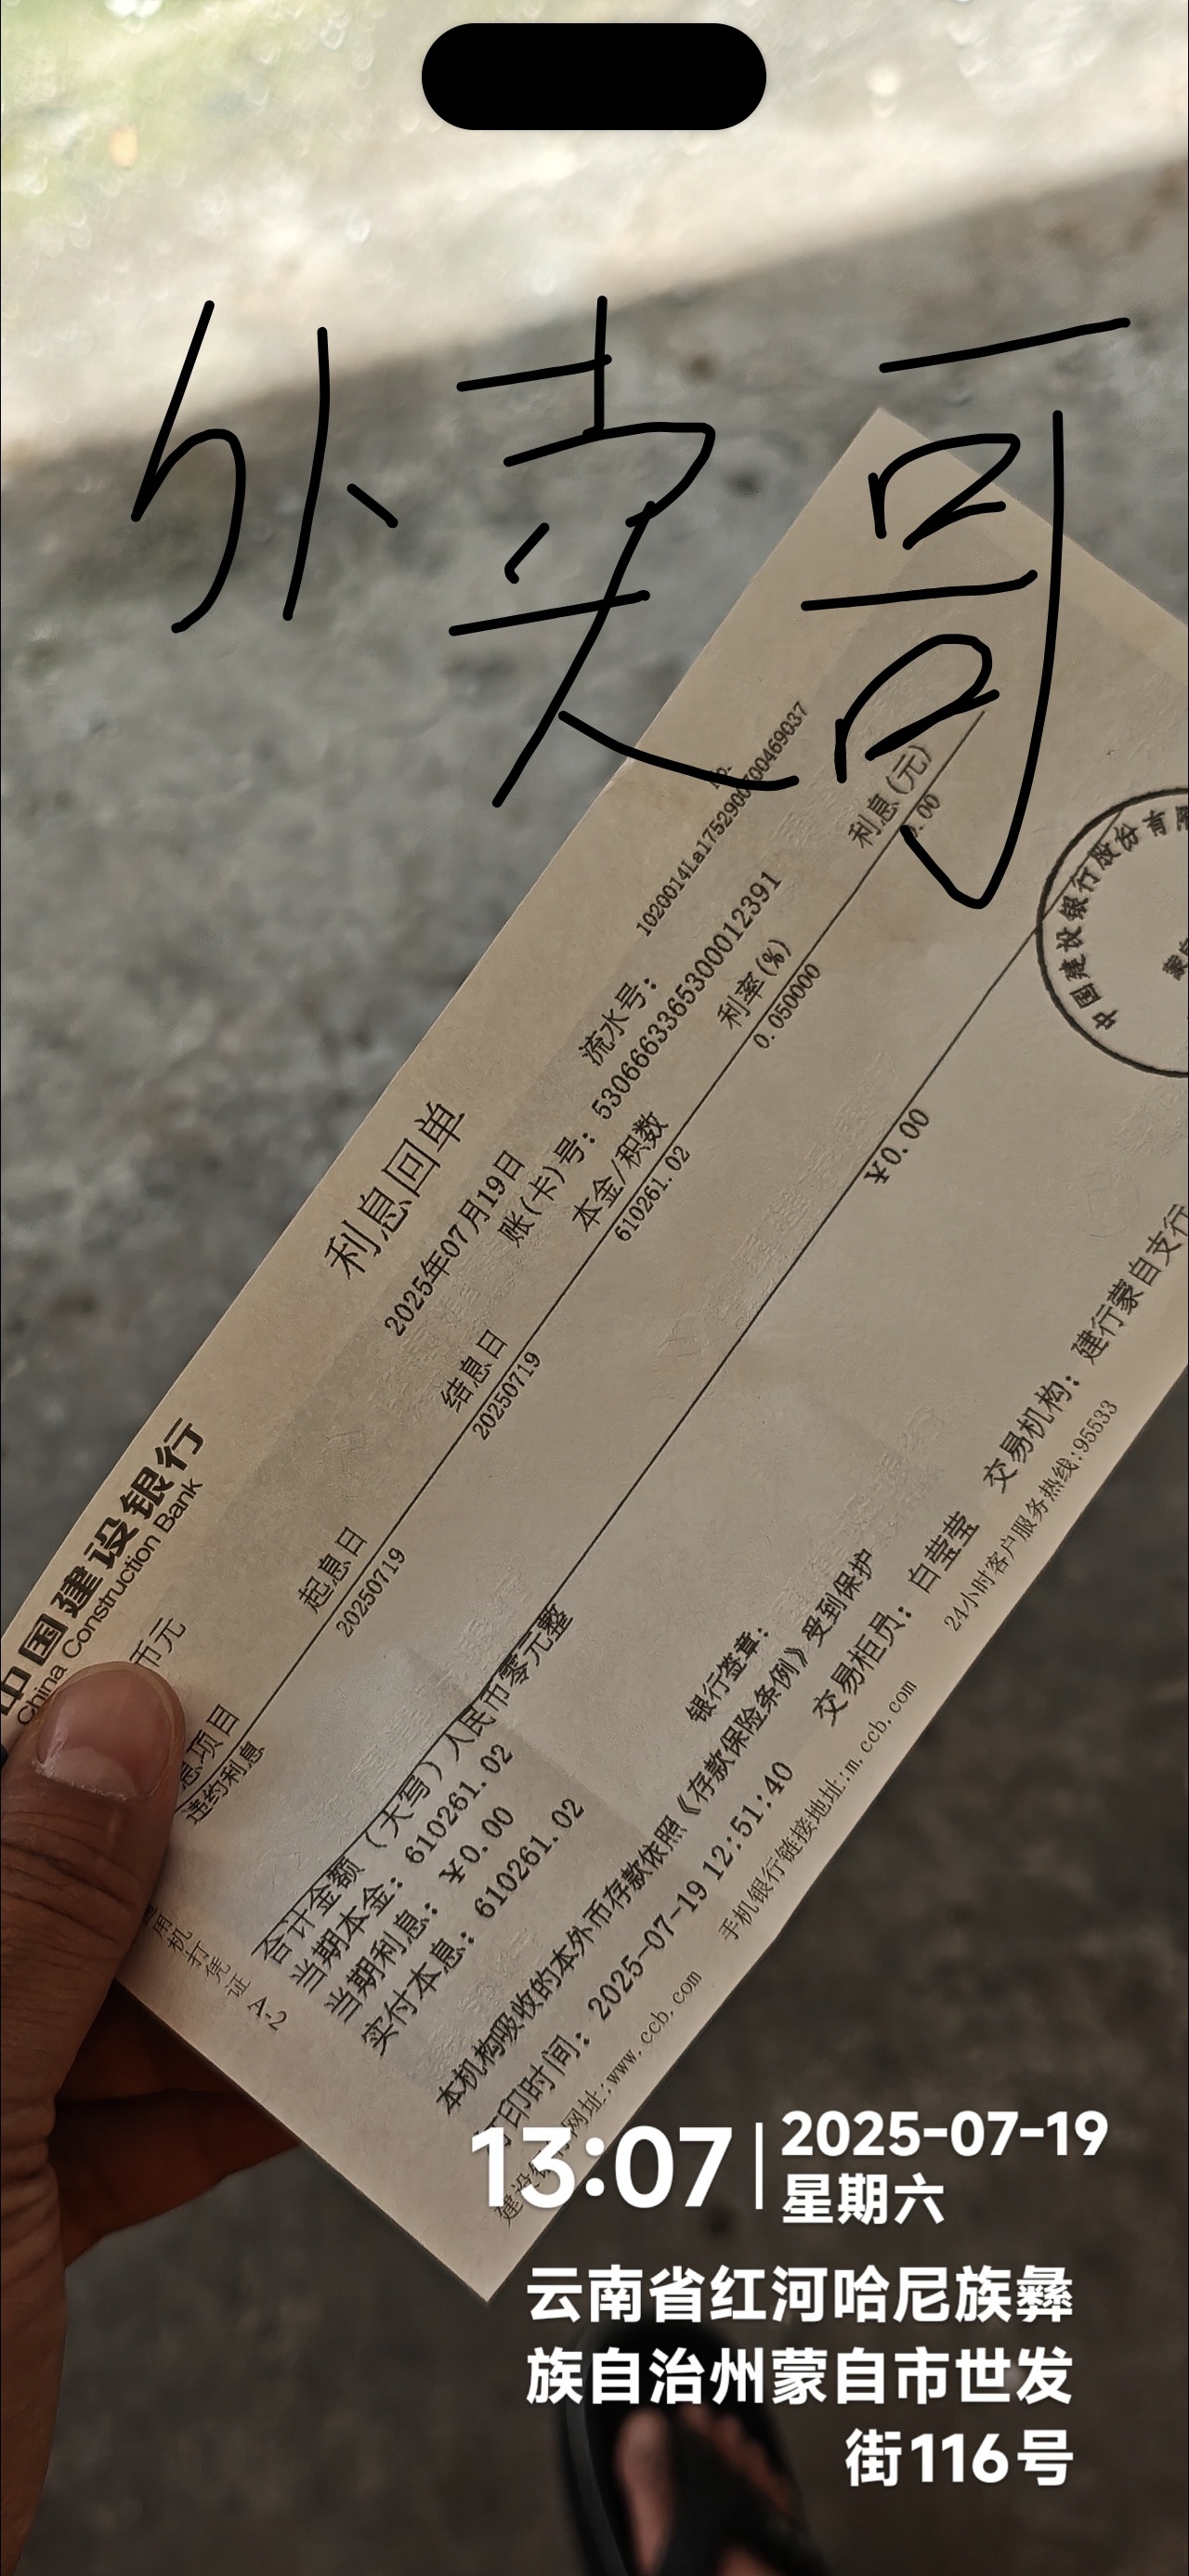 外卖哥
中国建设银行
China Construction Bank
利息回单
2025年07月19日
流水号：
1020014La1752900700469037
币元
账(卡)号：5306663365300012391
息项目 起息日 结息日 本金/积数 利率(%) 利息(元)
违约利息 20250719 20250719 610261.02 0.050000 0.00
合计金额（大写）人民币零元整 ¥0.00
当期本金：610261.02
当期利息：¥0.00
实付本息：610261.02
银行签章：
本机构吸收的本外币存款依照《存款保险条例》受到保护
打印时间：2025-07-19 12:51:40 交易柜员：白莹莹 交易机构：建行蒙自支行
网址:www.ccb.com 手机银行链接地址:m.ccb.com 24小时客户服务热线:95533
用机打凭证 A-2
中国建设银行股份有限
蒙自
13:07
2025-07-19
星期六
云南省红河哈尼族彝
族自治州蒙自市世发
街116号